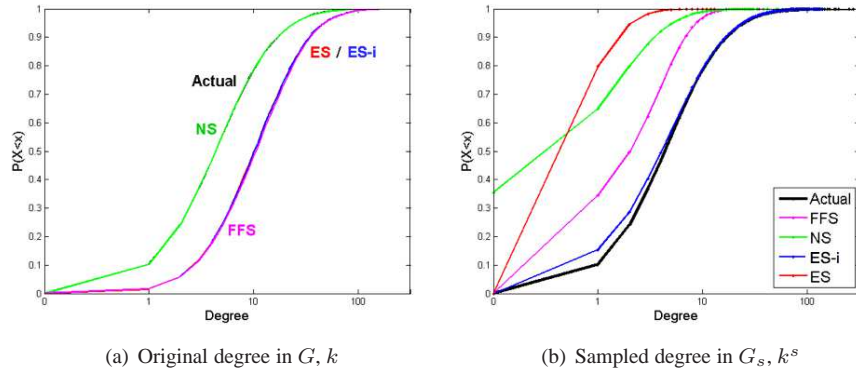 1
0.9
0.8
0.7
0.6
0.5
0.4
0.3
0.2
0.1
0
P(X<x)
Actual
NS
ES / ES-i
FFS
0 1 10 100
Degree
(a) Original degree in G, k
1
0.9
0.8
0.7
0.6
0.5
0.4
0.3
0.2
0.1
0
P(X<x)
Actual
FFS
NS
ES-i
ES
0 1 10 100
Degree
(b) Sampled degree in Gₛ, kˢ